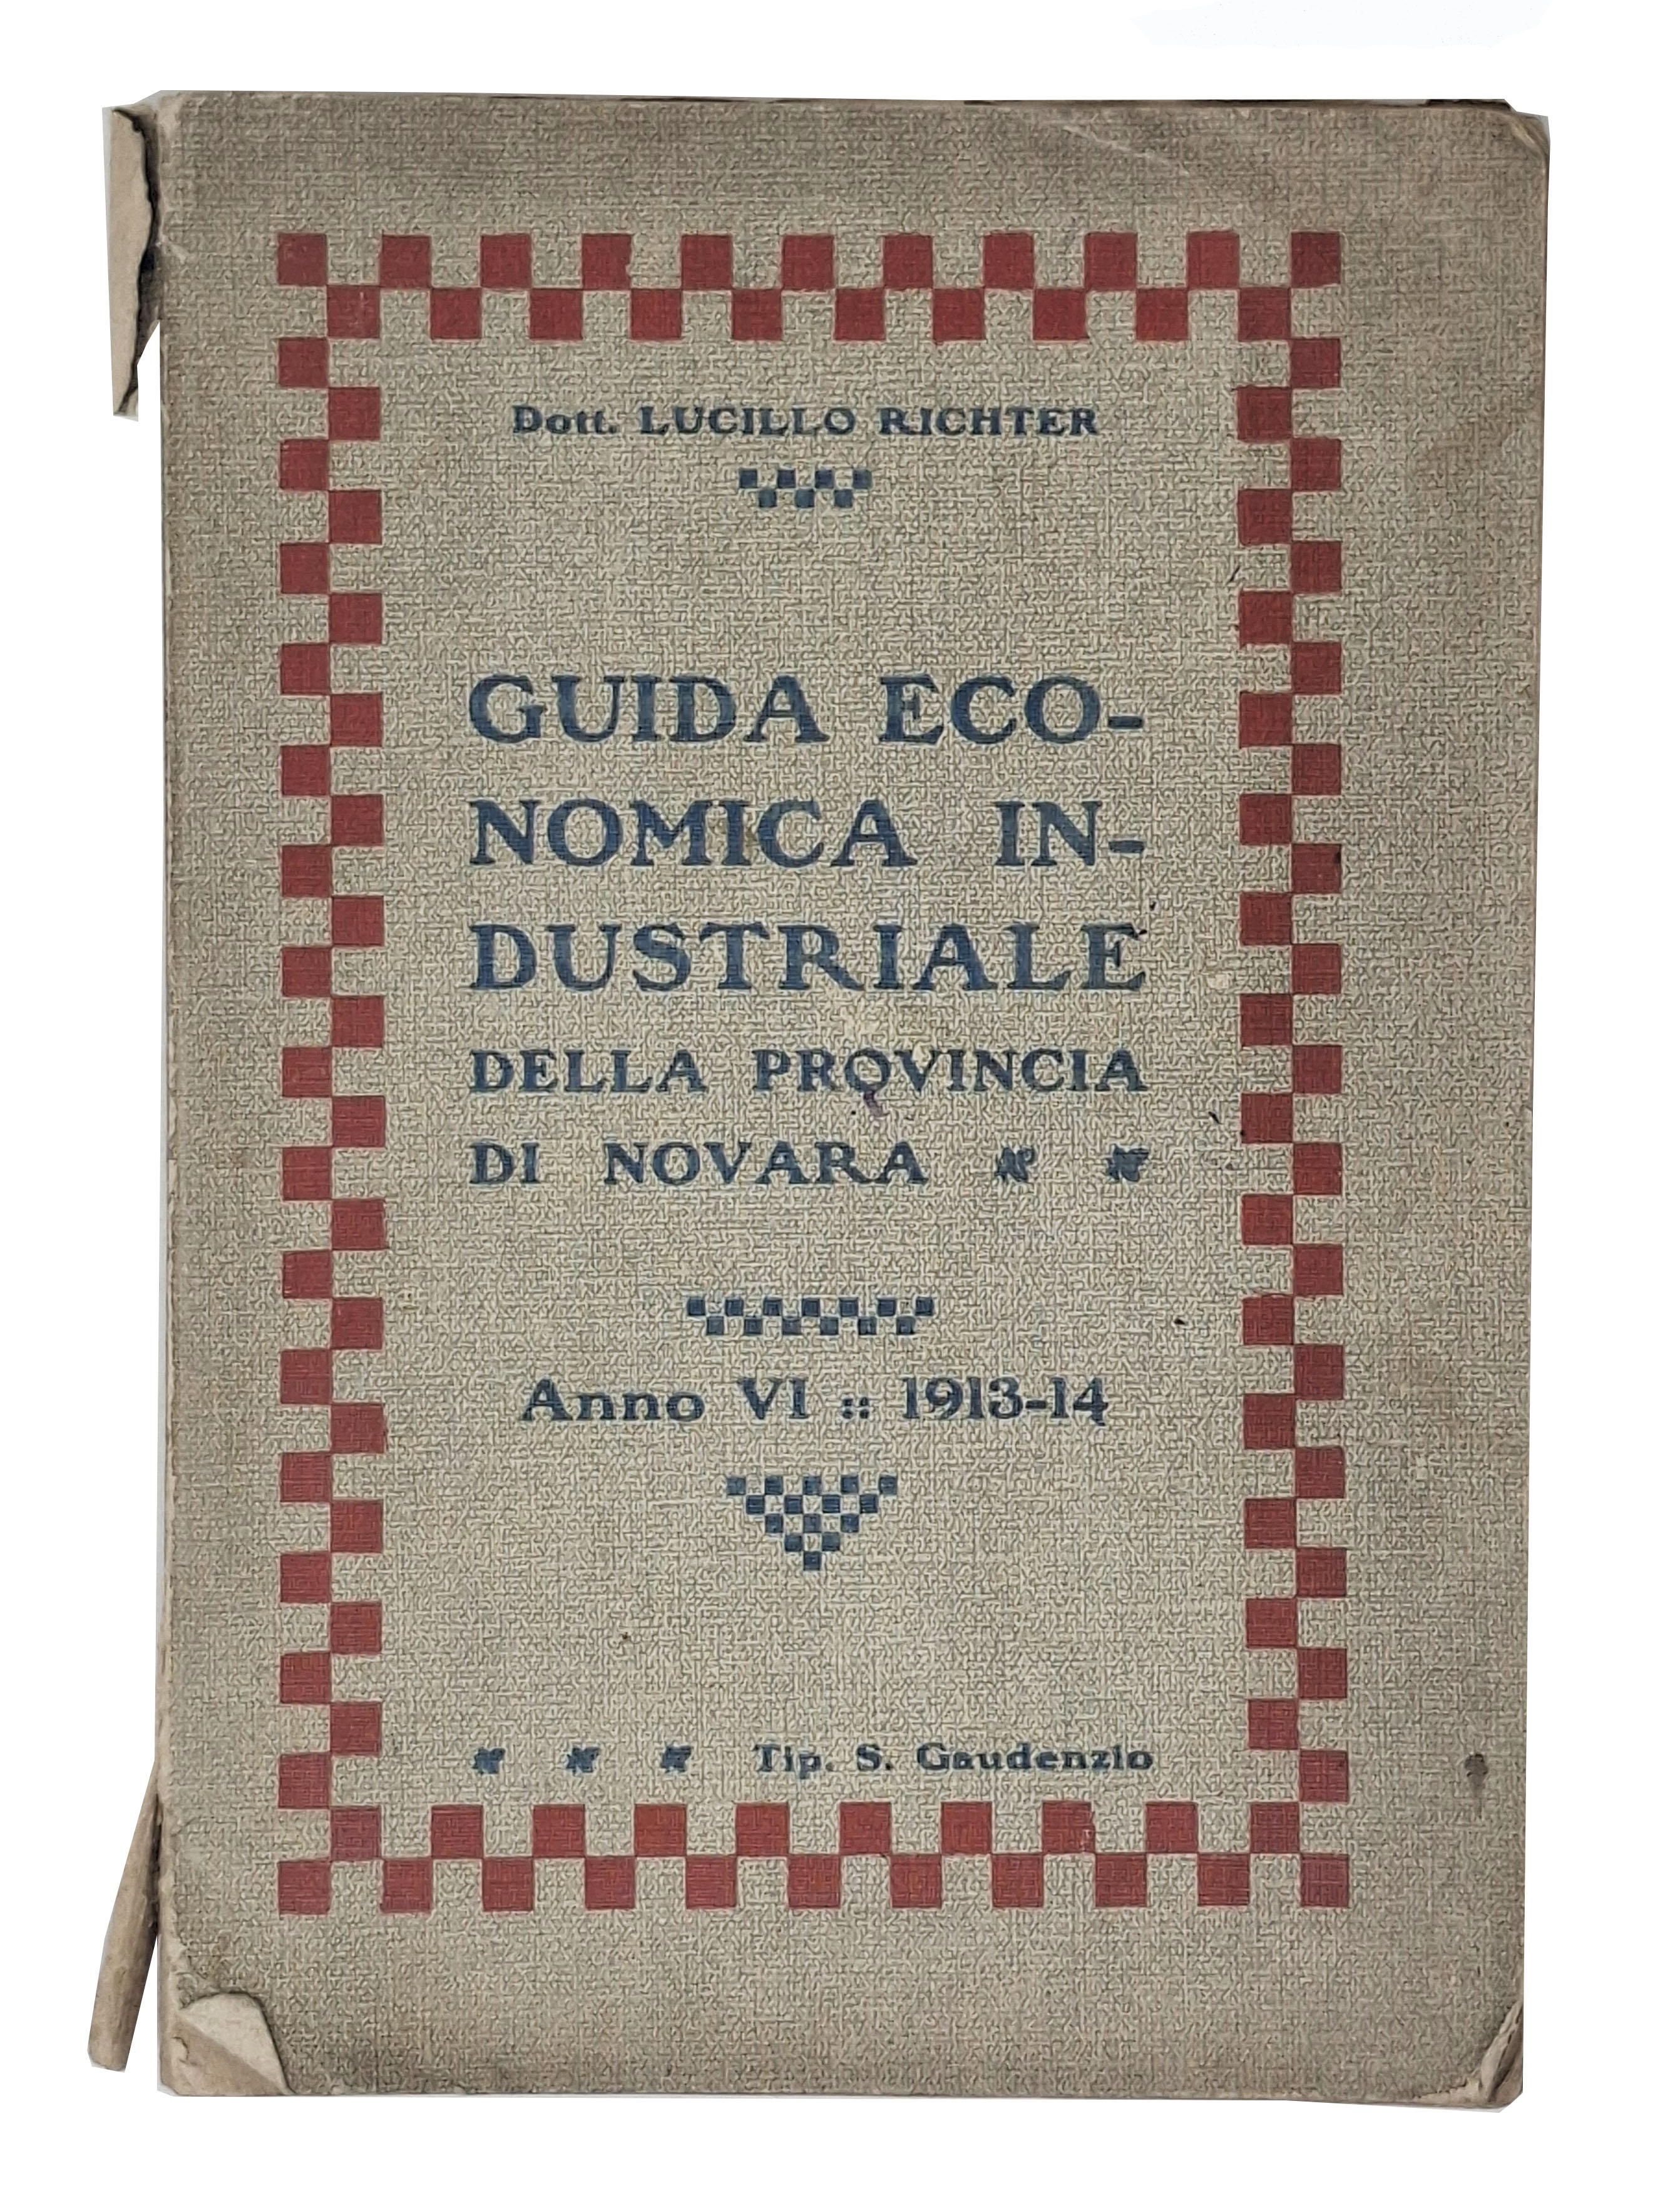 Dott. LUCILLO RICHTER
GUIDA ECO-
NOMICA IN-
DUSTRIALE
DELLA PROVINCIA
DI NOVARA
Anno VI :: 1913-14
Tip. S. Gaudenzio